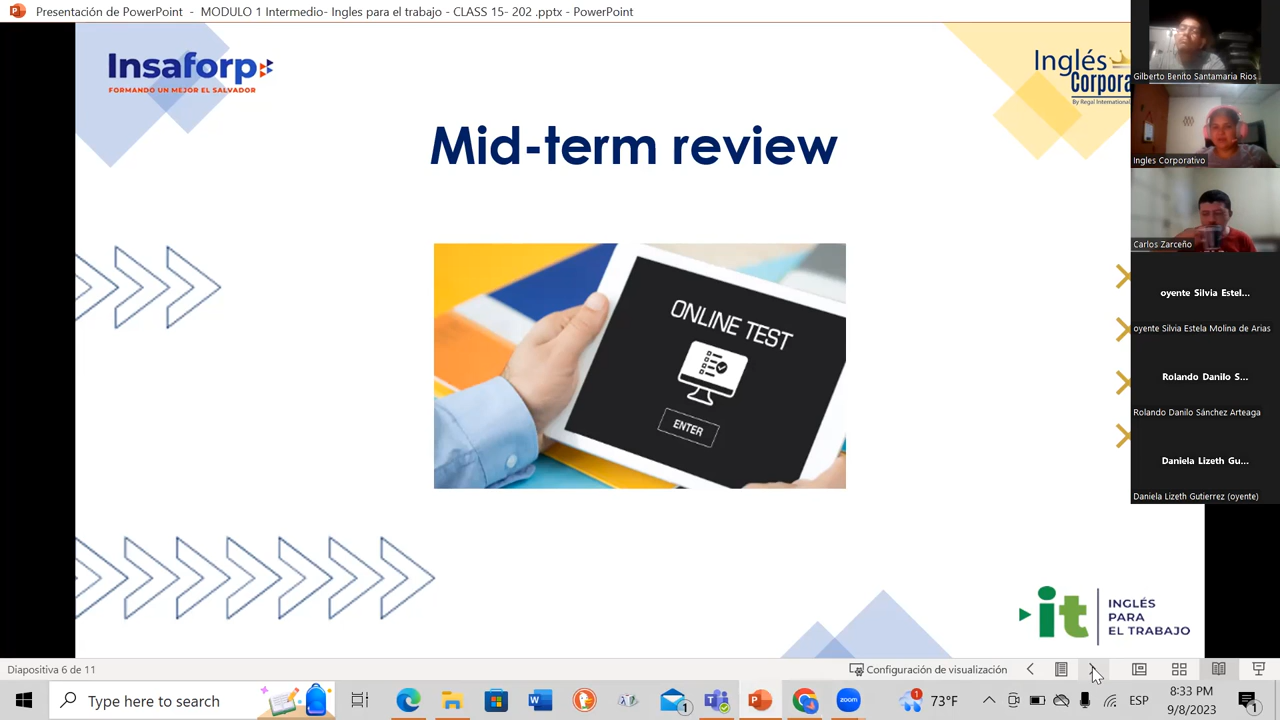 Presentación de PowerPoint - MODULO 1 Intermedio- Ingles para el trabajo - CLASS 15- 202 .pptx - PowerPoint
Insaforp
FORMANDO UN MEJOR EL SALVADOR
Inglés
Corpora
By Regal International
Mid-term review
ONLINE TEST
ENTER
Gilberto Benito Santamaria Rios
Ingles Corporativo
Carlos Zarceño
oyente Silvia Estel...
oyente Silvia Estela Molina de Arias
Rolando Danilo S...
Rolando Danilo Sánchez Arteaga
Daniela Lizeth Gu...
Daniela Lizeth Gutierrez (oyente)
it
INGLÉS
PARA
EL TRABAJO
Diapositiva 6 de 11
Configuración de visualización
Type here to search
1
1
73°F
ESP
8:33 PM
9/8/2023
1